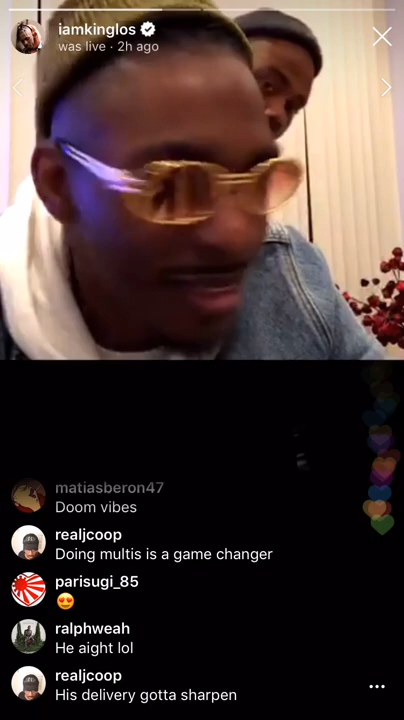 iamkinglos
was live · 2h ago
matiasberon47
Doom vibes
realjcoop
Doing multis is a game changer
parisugi_85
😍
ralphweah
He aight lol
realjcoop
His delivery gotta sharpen